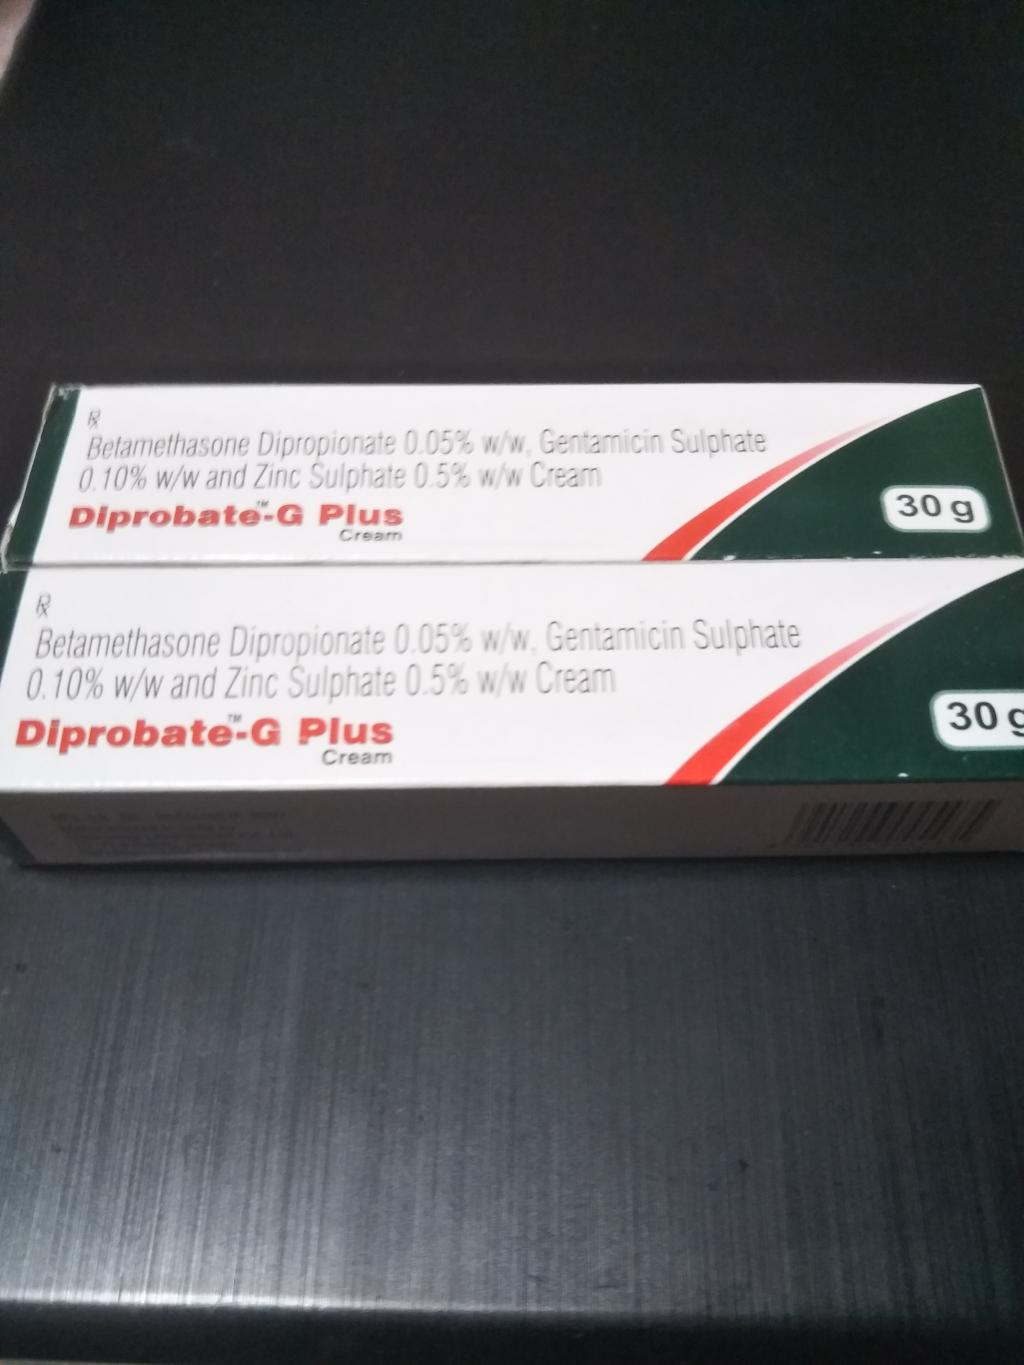 ℞
Betamethasone Dipropionate 0.05% w/w, Gentamicin Sulphate
0.10% w/w and Zinc Sulphate 0.5% w/w Cream
Diprobate™-G Plus
Cream
30 g
℞
Betamethasone Dipropionate 0.05% w/w, Gentamicin Sulphate
0.10% w/w and Zinc Sulphate 0.5% w/w Cream
Diprobate™-G Plus
Cream
30 g